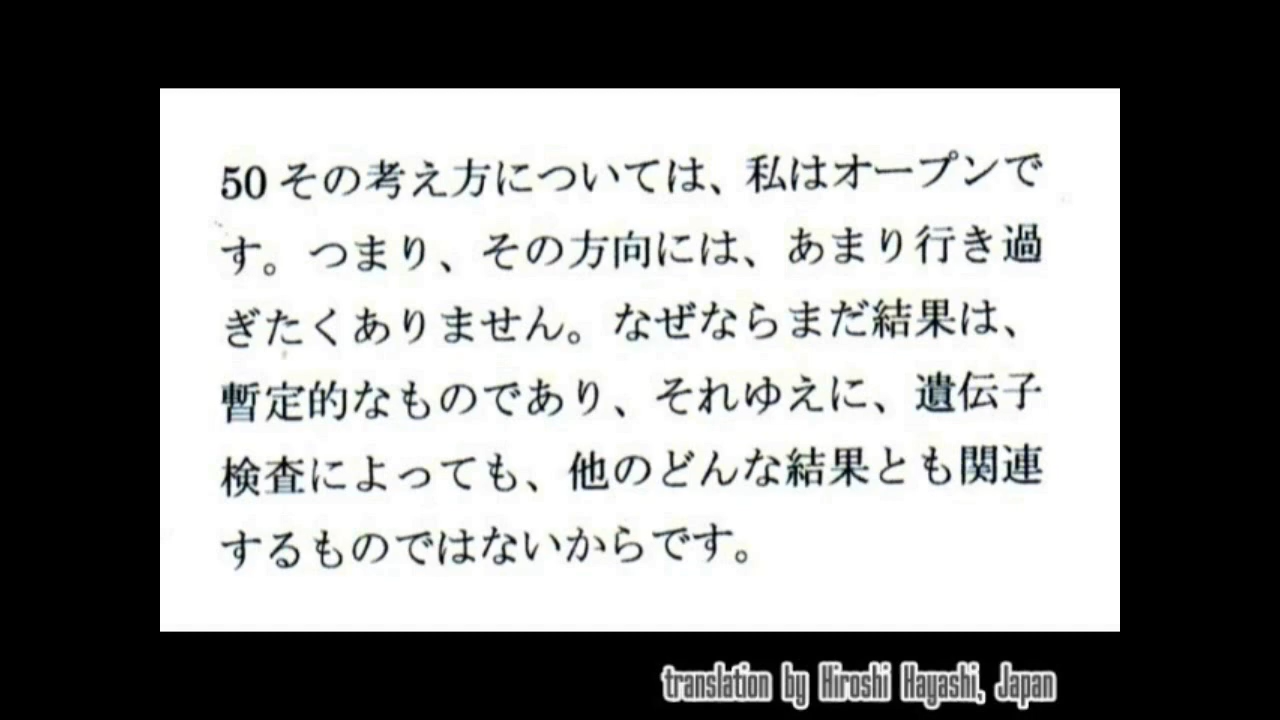 50 その考え方については、私はオープンで
す。つまり、その方向には、あまり行き過
ぎたくありません。なぜならまだ結果は、
暫定的なものであり、それゆえに、遺伝子
検査によっても、他のどんな結果とも関連
するものではないからです。
translation by Hiroshi Hayashi, Japan